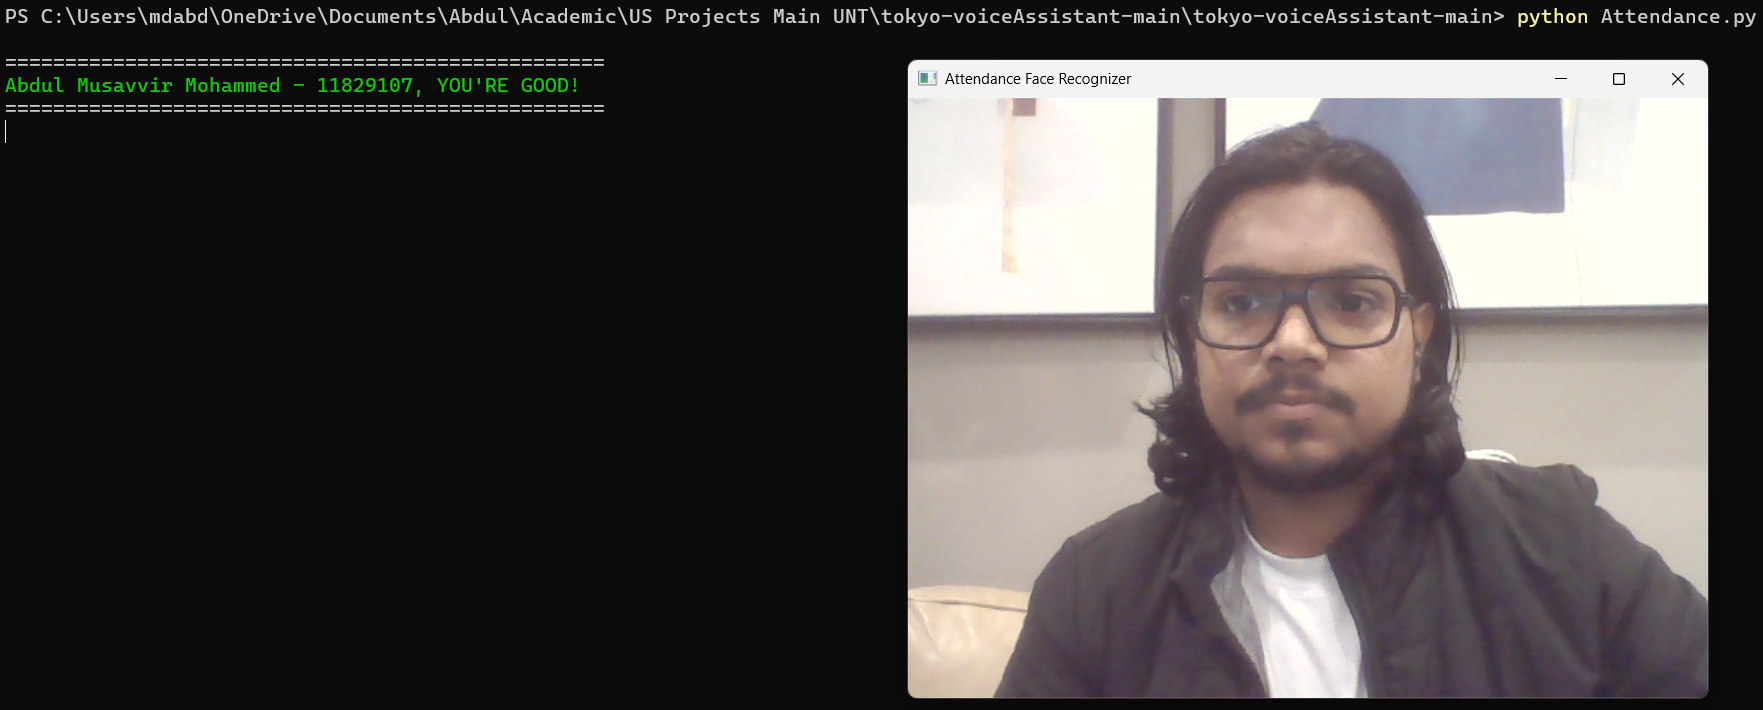 PS C:\Users\mdabd\OneDrive\Documents\Abdul\Academic\US Projects Main UNT\tokyo-voiceAssistant-main\tokyo-voiceAssistant-main> python Attendance.py
==================================================
Abdul Musavvir Mohammed - 11829107, YOU'RE GOOD!
==================================================
Attendance Face Recognizer